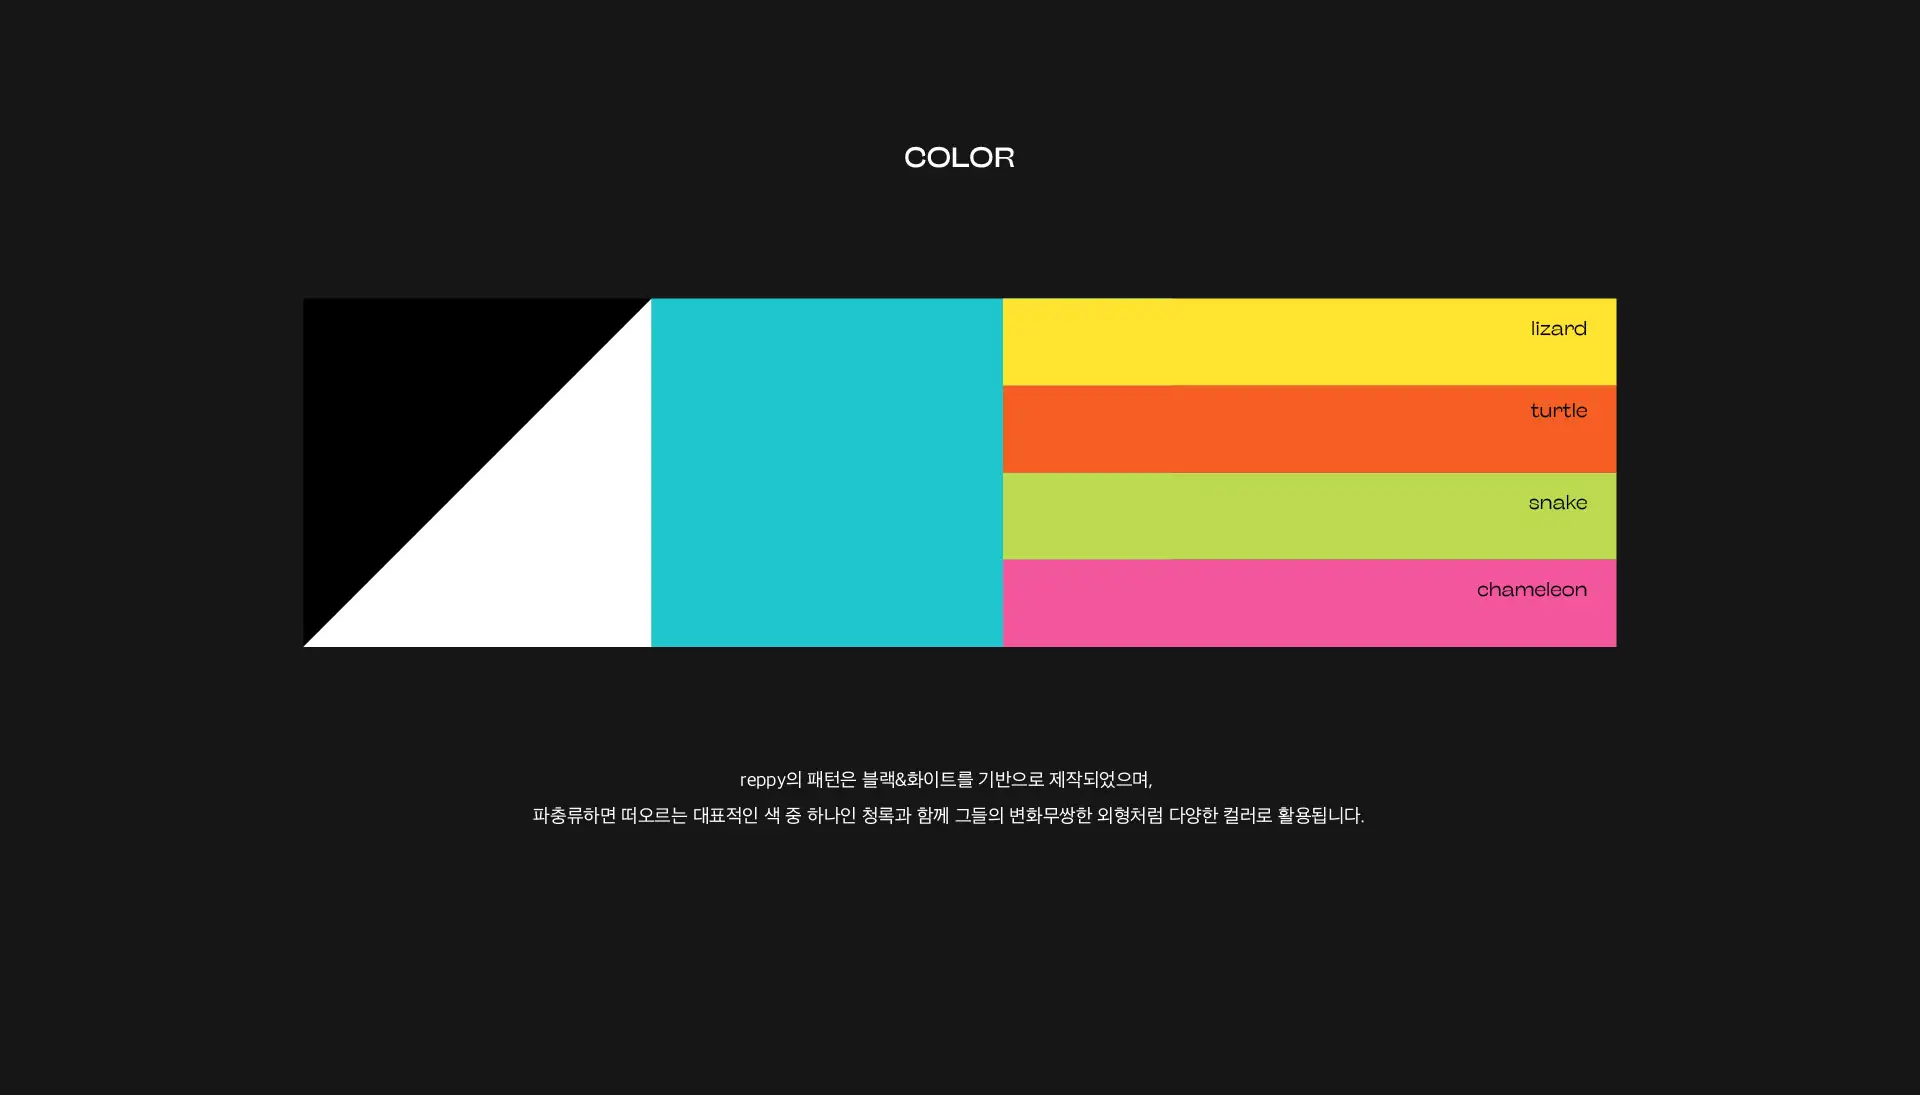 COLOR
lizard
turtle
snake
chameleon
reppy의 패턴은 블랙&화이트를 기반으로 제작되었으며,
파충류하면 떠오르는 대표적인 색 중 하나인 청록과 함께 그들의 변화무쌍한 외형처럼 다양한 컬러로 활용됩니다.